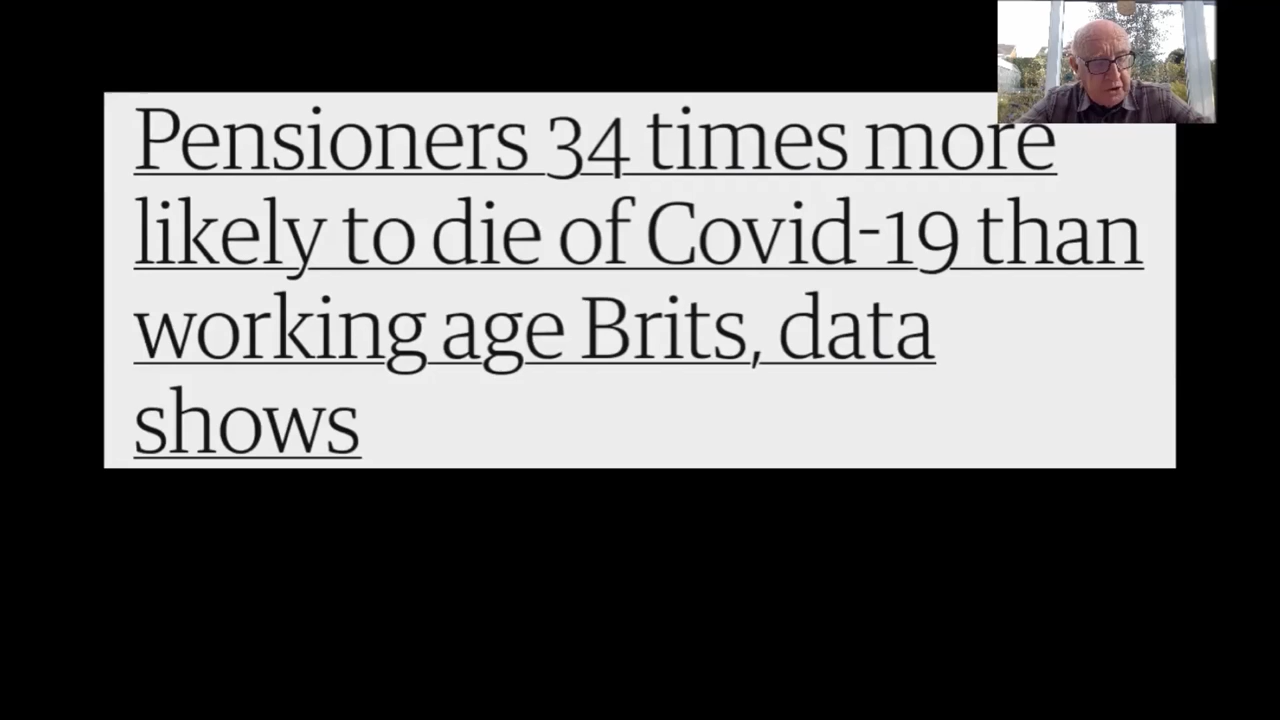 Pensioners 34 times more
likely to die of Covid-19 than
working age Brits, data
shows